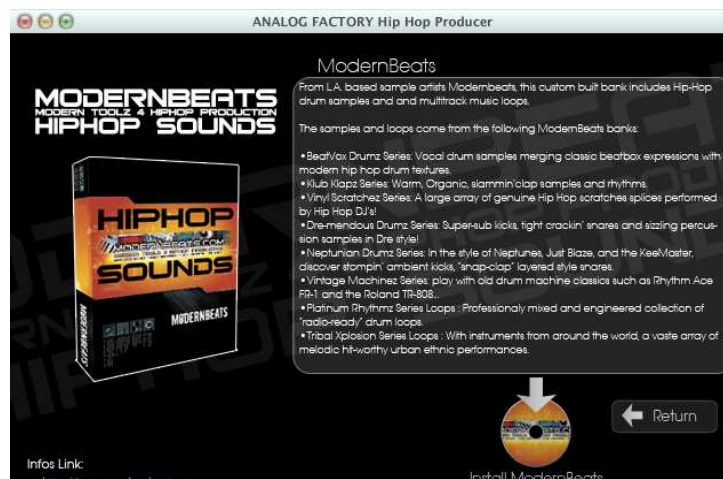 ANALOG FACTORY Hip Hop Producer
ModernBeats
MODERNBEATS
MODERN TOOLZ 4 HIPHOP PRODUCTION
HIPHOP SOUNDS
From L.A. based sample artists Modernbeats, this custom built bank includes Hip-Hop
drum samples and and multitrack music loops.
The samples and loops come from the following ModernBeats banks:
•BeatVox Drumz Series: Vocal drum samples merging classic beatbox expressions with
modern hip hop drum textures.
•Klub Klapz Series: Warm, Organic, slammin'clap samples and rhythms.
•Vinyl Scratchez Series: A large array of genuine Hip Hop scratches splices performed
by Hip Hop DJ's!
•Dre-mendous Drumz Series: Super-sub kicks, tight crackin' snares and sizzling percus-
sion samples in Dre style!
•Neptunian Drumz Series: In the style of Neptunes, Just Blaze, and the KeeMaster,
discover stompin' ambient kicks, "snap-clap" layered style snares.
•Vintage Machinez Series: play with old drum machine classics such as Rhythm Ace
FR-1 and the Roland TR-808...
•Platinum Rhythmz Series Loops : Professionaly mixed and engineered collection of
"radio-ready" drum loops.
•Tribal Xplosion Series Loops : With instruments from around the world, a vaste array of
melodic hit-worthy urban ethnic performances.
HIPHOP
MODERNBEATS.COM
SOUNDS
MODERNBEATS
MODERNBEATS
Return
Infos Link:
Install ModernBeats